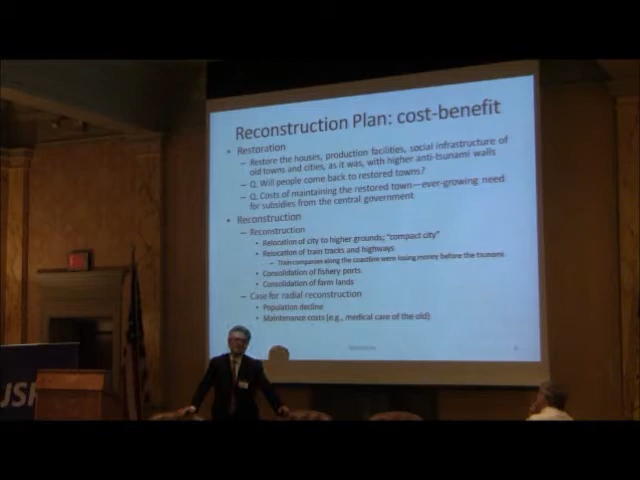 Reconstruction Plan: cost-benefit
• Restoration
– Restore the houses, production facilities, social infrastructure of
old towns and cities, as it was, with higher anti-tsunami walls
– Q. Will people come back to restored towns?
– Q. Costs of maintaining the restored town—ever-growing need
for subsidies from the central government
• Reconstruction
– Reconstruction
• Relocation of city to higher grounds; "compact city"
• Relocation of train tracks and highways
– Train companies along the coastline were losing money before the tsunami
• Consolidation of fishery ports
• Consolidation of farm lands
– Case for radial reconstruction
• Population decline
• Maintenance costs (e.g., medical care of the old)